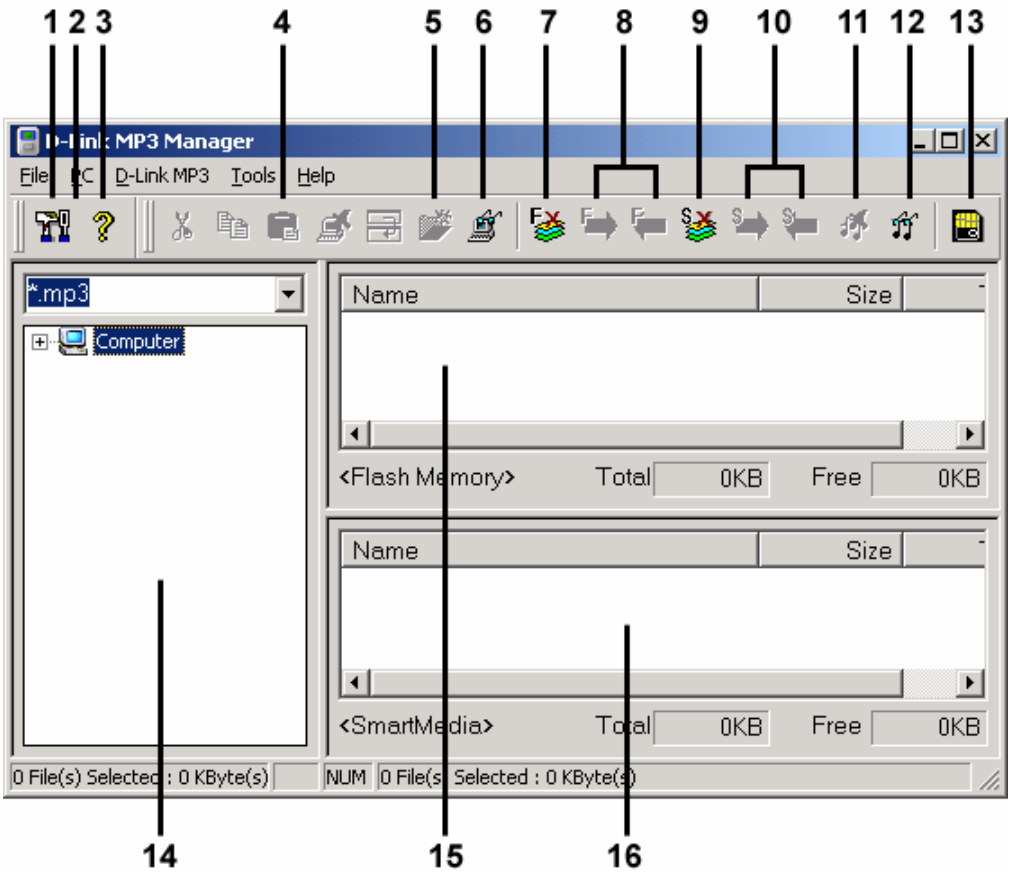 1 2 3 4 5 6 7 8 9 10 11 12 13
D-Link MP3 Manager
File PC D-Link MP3 Tools Help
F F F S S S
*.mp3
Computer
Name Size
<Flash Memory> Total 0KB Free 0KB
Name Size
<SmartMedia> Total 0KB Free 0KB
0 File(s) Selected : 0 KByte(s) NUM 0 File(s) Selected : 0 KByte(s)
14 15 16